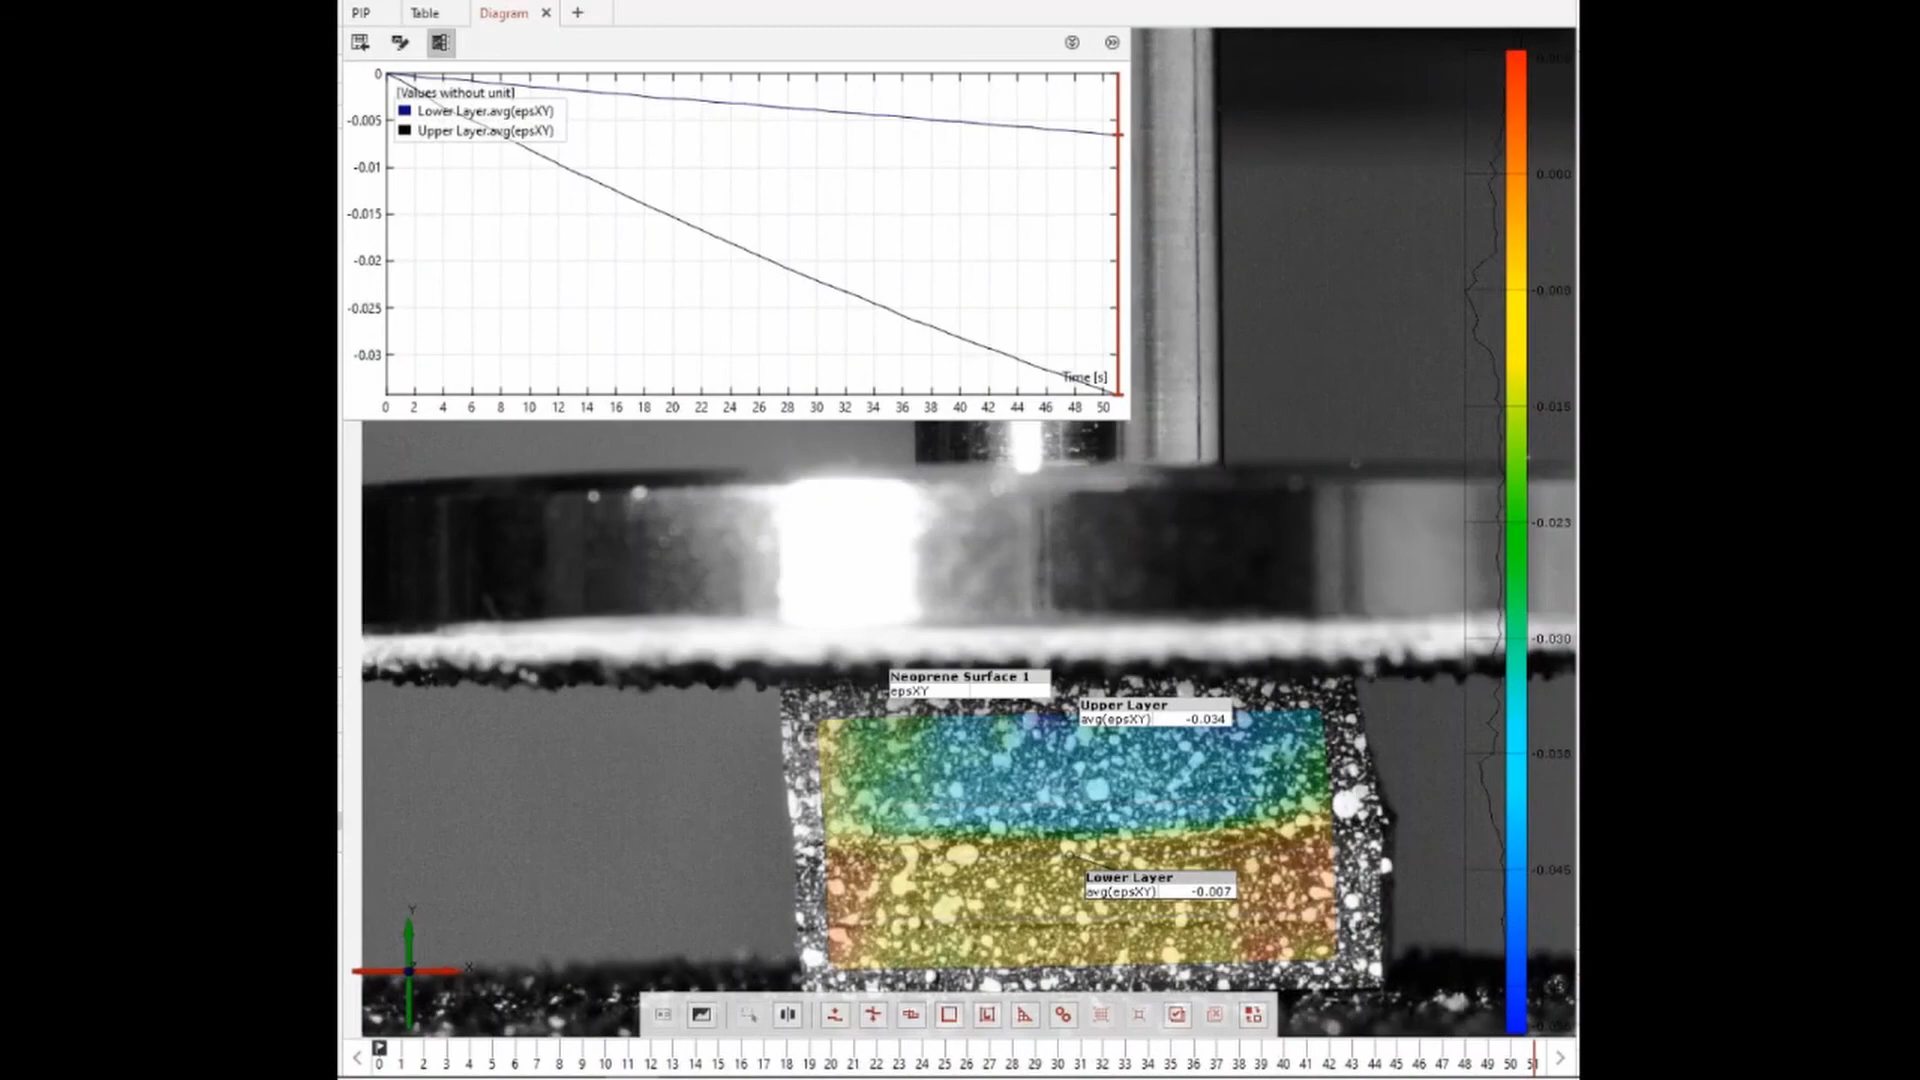 PIP Table Diagram
0
[Values without unit]
Lower Layer.avg(epsXY)
Upper Layer.avg(epsXY)
-0.005
-0.01
-0.015
-0.02
-0.025
-0.03
Time [s]
0 2 4 6 8 10 12 14 16 18 20 22 24 26 28 30 32 34 36 38 40 42 44 46 48 50
0.000
-0.008
-0.015
-0.023
-0.030
-0.038
-0.045
Neoprene Surface 1
epsXY
Upper Layer
avg(epsXY) -0.034
Lower Layer
avg(epsXY) -0.007
Y
X
0 1 2 3 4 5 6 7 8 9 10 11 12 13 14 15 16 17 18 19 20 21 22 23 24 25 26 27 28 29 30 31 32 33 34 35 36 37 38 39 40 41 42 43 44 45 46 47 48 49 50 51